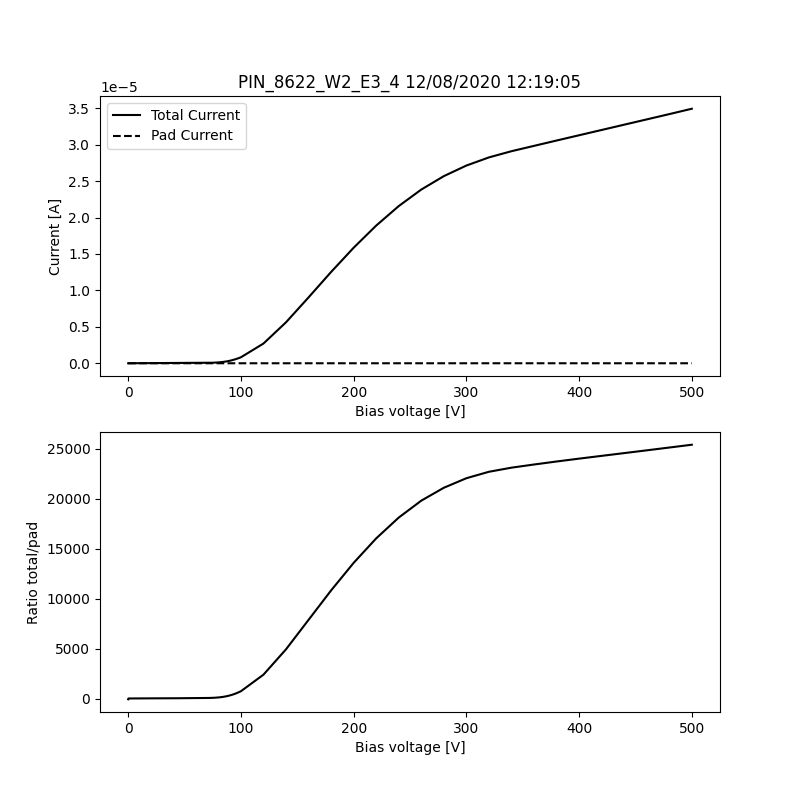 PIN_8622_W2_E3_4 12/08/2020 12:19:05
1e−5
Total Current
Pad Current
3.5
3.0
2.5
2.0
1.5
1.0
0.5
0.0
Current [A]
0 100 200 300 400 500
Bias voltage [V]
25000
20000
15000
10000
5000
0
Ratio total/pad
0 100 200 300 400 500
Bias voltage [V]